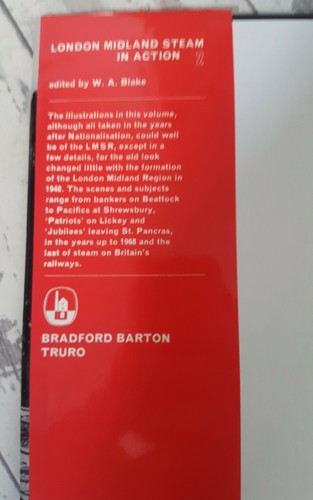 LONDON MIDLAND STEAM
IN ACTION 2
edited by W. A. Blake
The illustrations in this volume,
although all taken in the years
after Nationalisation, could well
be of the LMSR, except in a
few details, for the old look
changed little with the formation
of the London Midland Region in
1948. The scenes and subjects
range from bankers on Beattock
to Pacifics at Shrewsbury,
'Patriots' on Lickey and
'Jubilees' leaving St. Pancras,
in the years up to 1968 and the
last of steam on Britain's
railways.
BRADFORD BARTON
TRURO